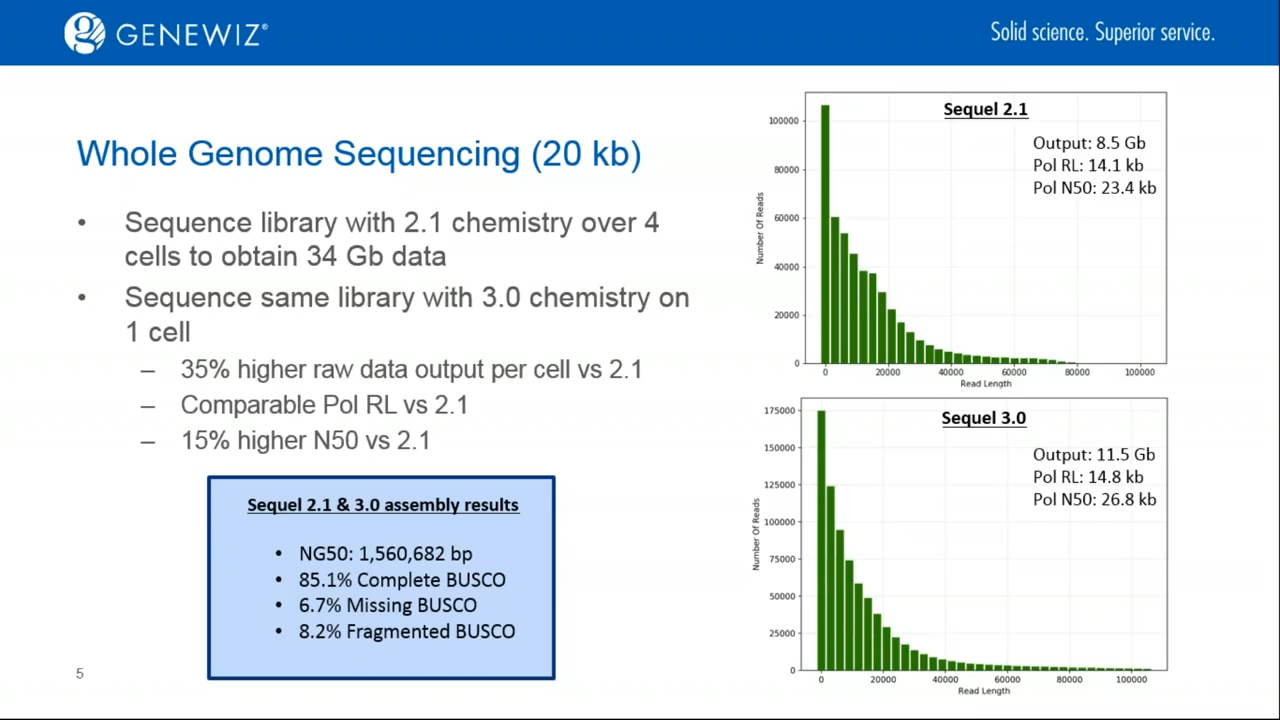 GENEWIZ®
Solid science. Superior service.
Whole Genome Sequencing (20 kb)
• Sequence library with 2.1 chemistry over 4
cells to obtain 34 Gb data
• Sequence same library with 3.0 chemistry on
1 cell
– 35% higher raw data output per cell vs 2.1
– Comparable Pol RL vs 2.1
– 15% higher N50 vs 2.1
Sequel 2.1 & 3.0 assembly results
• NG50: 1,560,682 bp
• 85.1% Complete BUSCO
• 6.7% Missing BUSCO
• 8.2% Fragmented BUSCO
5
Sequel 2.1
Output: 8.5 Gb
Pol RL: 14.1 kb
Pol N50: 23.4 kb
Number Of Reads
100000
80000
60000
40000
20000
0
0 20000 40000 60000 80000 100000
Read Length
Sequel 3.0
Output: 11.5 Gb
Pol RL: 14.8 kb
Pol N50: 26.8 kb
Number Of Reads
175000
150000
125000
100000
75000
50000
25000
0
0 20000 40000 60000 80000 100000
Read Length